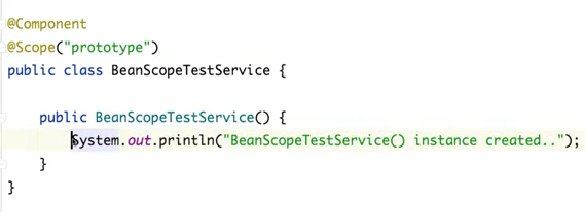 @Component
@Scope("prototype")
public class BeanScopeTestService {
public BeanScopeTestService() {
System.out.println("BeanScopeTestService() instance created..");
}
}